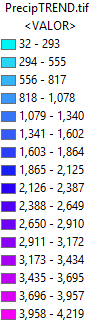 PrecipTREND.tif
<VALOR>
32 - 293
294 - 555
556 - 817
818 - 1,078
1,079 - 1,340
1,341 - 1,602
1,603 - 1,864
1,865 - 2,125
2,126 - 2,387
2,388 - 2,649
2,650 - 2,910
2,911 - 3,172
3,173 - 3,434
3,435 - 3,695
3,696 - 3,957
3,958 - 4,219